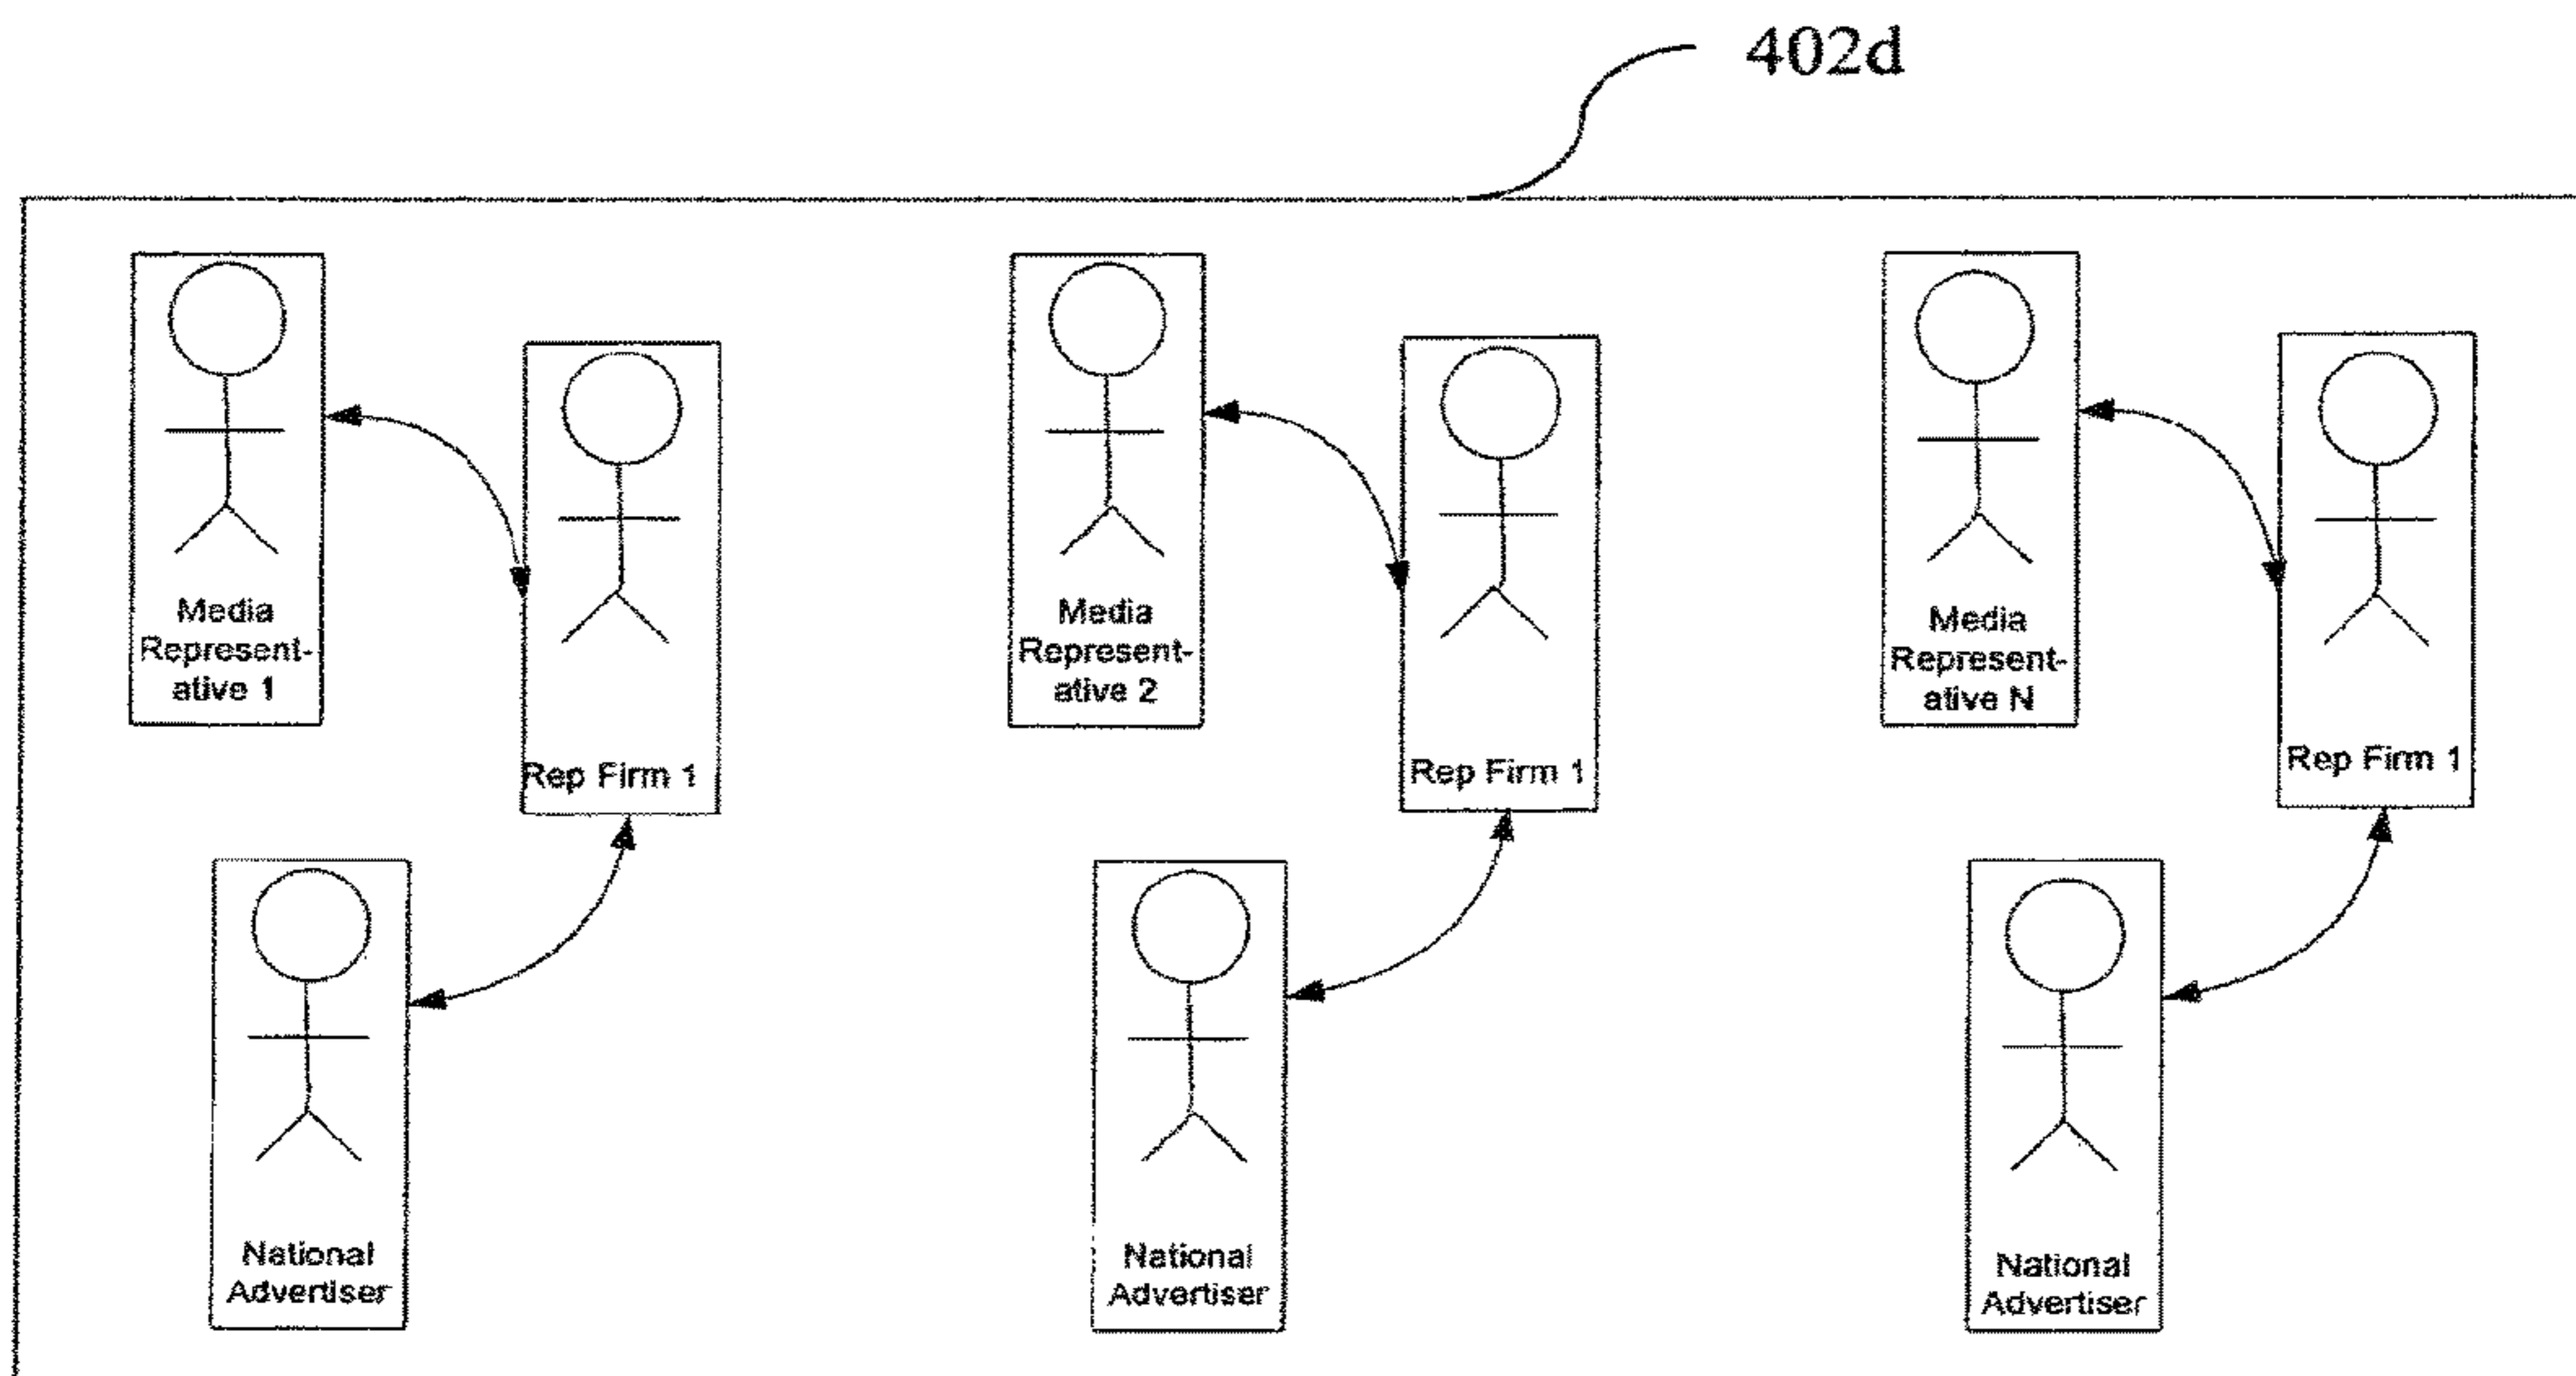 402d
Media
Represent-
ative 1
Rep Firm 1
National
Advertiser
Media
Represent-
ative 2
Rep Firm 1
National
Advertiser
Media
Represent-
ative N
Rep Firm 1
National
Advertiser